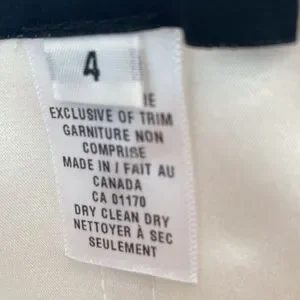 4
IE
EXCLUSIVE OF TRIM
GARNITURE NON
COMPRISE
MADE IN / FAIT AU
CANADA
CA 01170
DRY CLEAN DRY
NETTOYER À SEC
SEULEMENT